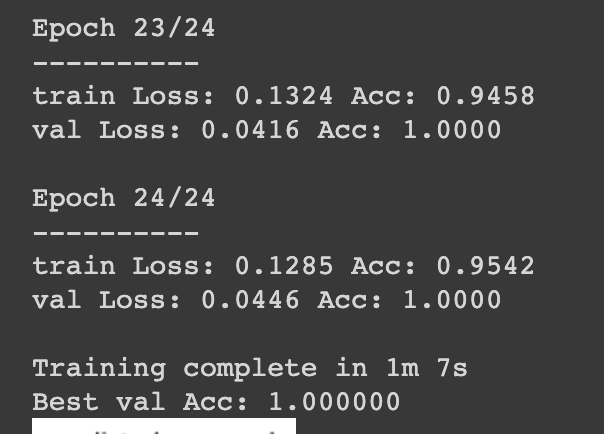 Epoch 23/24
----------
train Loss: 0.1324 Acc: 0.9458
val Loss: 0.0416 Acc: 1.0000
Epoch 24/24
----------
train Loss: 0.1285 Acc: 0.9542
val Loss: 0.0446 Acc: 1.0000
Training complete in 1m 7s
Best val Acc: 1.000000